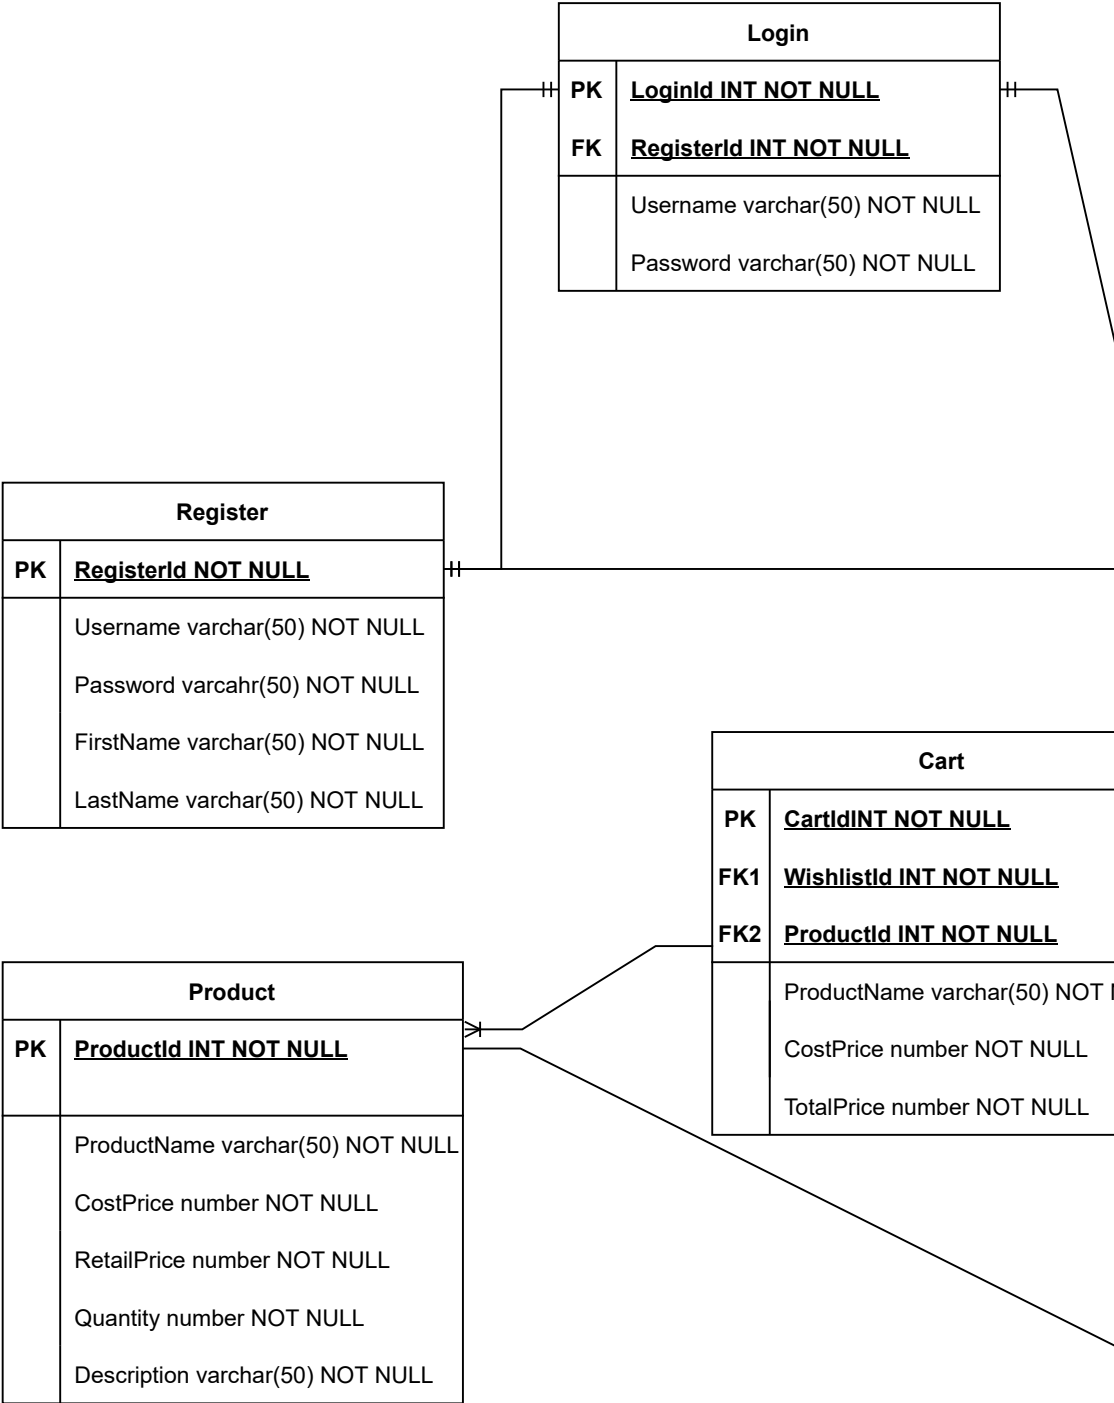 Login
PK LoginId INT NOT NULL
FK RegisterId INT NOT NULL
Username varchar(50) NOT NULL
Password varchar(50) NOT NULL
Register
PK RegisterId NOT NULL
Username varchar(50) NOT NULL
Password varcahr(50) NOT NULL
FirstName varchar(50) NOT NULL
LastName varchar(50) NOT NULL
Cart
PK CartIdINT NOT NULL
FK1 WishlistId INT NOT NULL
FK2 ProductId INT NOT NULL
ProductName varchar(50) NOT
CostPrice number NOT NULL
TotalPrice number NOT NULL
Product
PK ProductId INT NOT NULL
ProductName varchar(50) NOT NULL
CostPrice number NOT NULL
RetailPrice number NOT NULL
Quantity number NOT NULL
Description varchar(50) NOT NULL